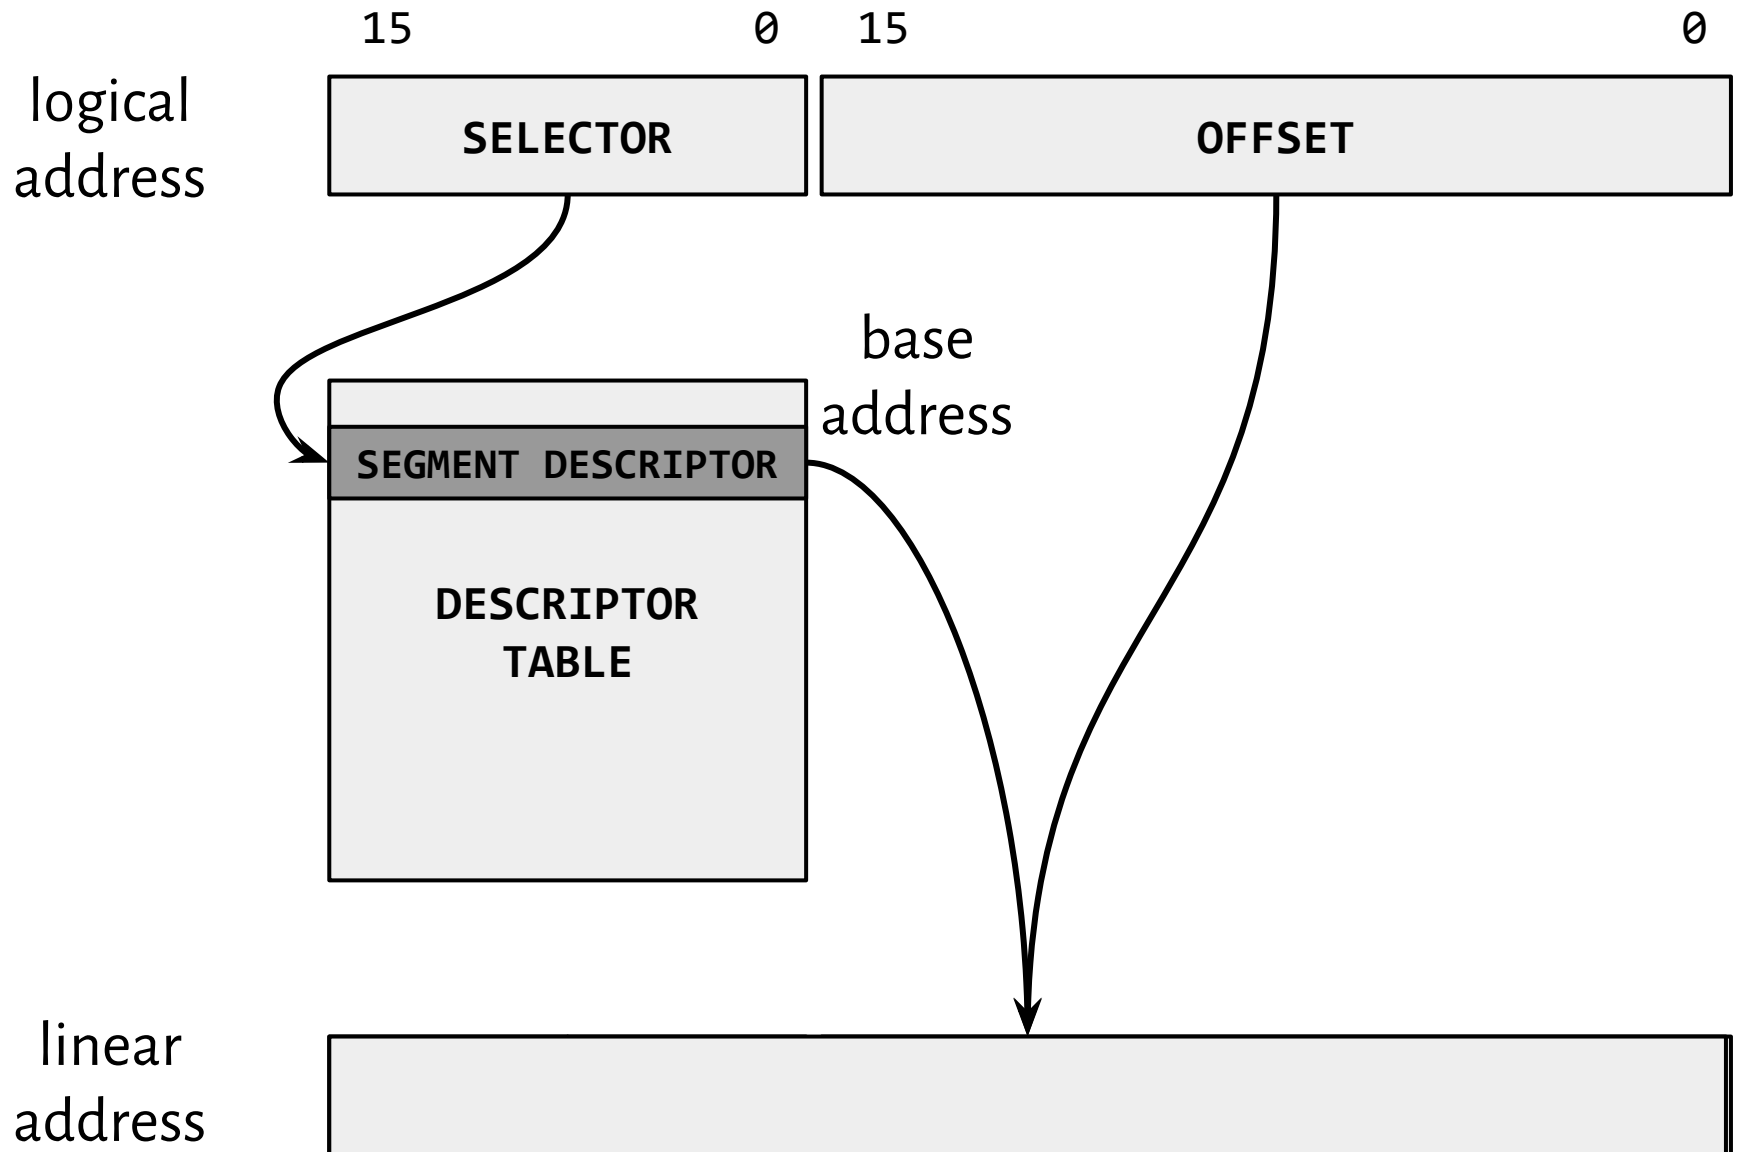 15 0 15 0
logical
address
SELECTOR
OFFSET
base
address
SEGMENT DESCRIPTOR
DESCRIPTOR
TABLE
linear
address